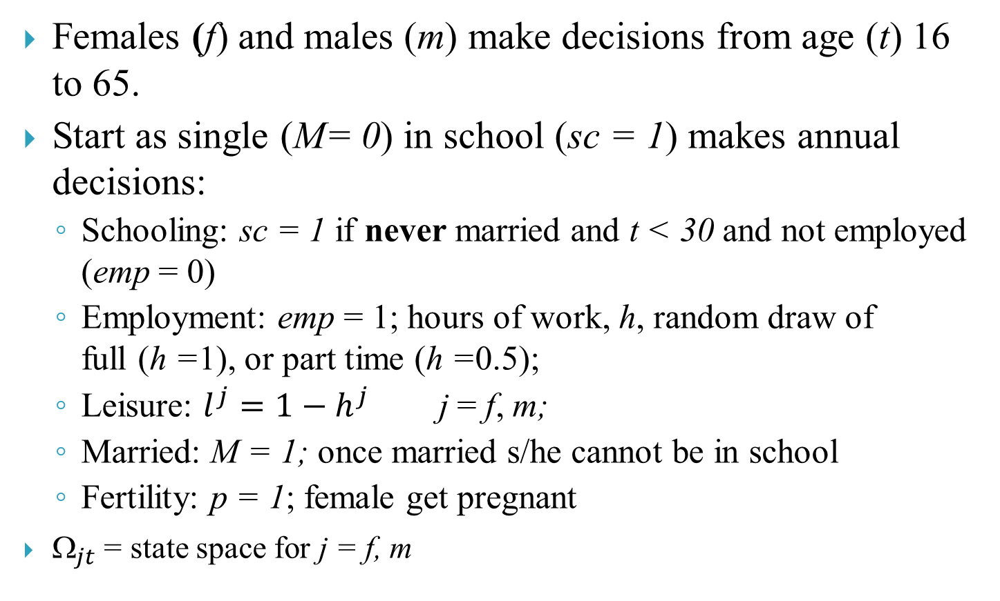 Females (f) and males (m) make decisions from age (t) 16
to 65.
Start as single (M= 0) in school (sc = 1) makes annual
decisions:
Schooling: sc = 1 if never married and t < 30 and not employed
(emp = 0)
Employment: emp = 1; hours of work, h, random draw of
full (h =1), or part time (h =0.5);
Leisure: l^j = 1 − h^j j = f, m;
Married: M = 1; once married s/he cannot be in school
Fertility: p = 1; female get pregnant
Ω_jt = state space for j = f, m